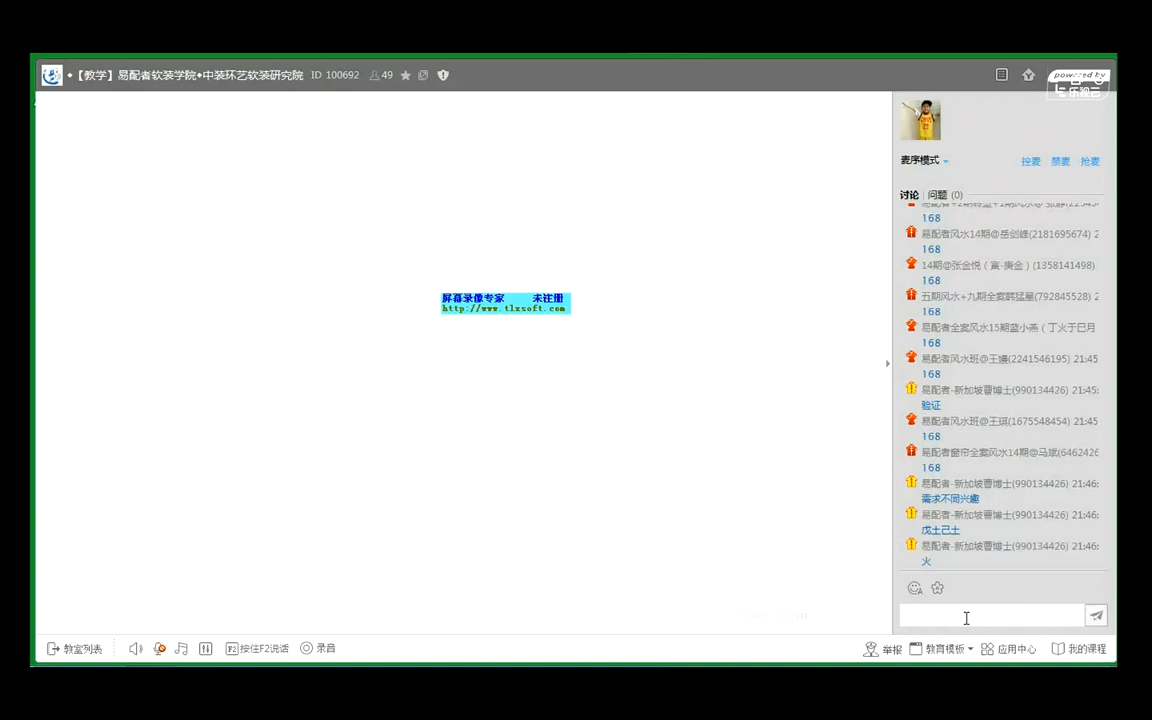 ◆【教学】易配者软装学院◆中装环艺软装研究院 ID 100692 49
powered by
乐视云
麦序模式 控麦 禁麦 抢麦
讨论 问题 (0)
168
易配者风水14期@岳剑峰(2181695674) 2
168
14期@张金悦（寅-庚金）(1358141498)
168
五期风水+九期全案韩猛星(792845528) 2
168
易配者全案风水15期蓝小燕（丁火于巳月
168
易配者风水班@王嫚(2241546195) 21:45
168
易配者-新加坡曹博士(990134426) 21:45:
验证
易配者风水班@王琪(1675548454) 21:45
168
易配者窗帘全案风水14期@马斌(6462426
168
易配者-新加坡曹博士(990134426) 21:46:
需求不同兴趣
易配者-新加坡曹博士(990134426) 21:46:
戊土己土
易配者-新加坡曹博士(990134426) 21:46:
火
屏幕录像专家 未注册
http://www.tlxsoft.com
教室列表 F2 按住F2说话 录音 举报 教育模板 应用中心 我的课程